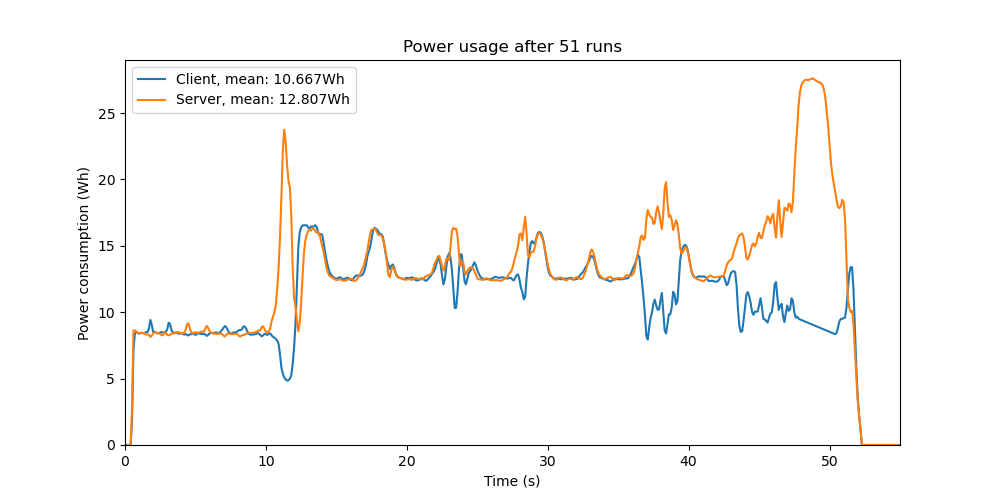 Power usage after 51 runs
Client, mean: 10.667Wh
Server, mean: 12.807Wh
Power consumption (Wh)
25
20
15
10
5
0
0 10 20 30 40 50
Time (s)